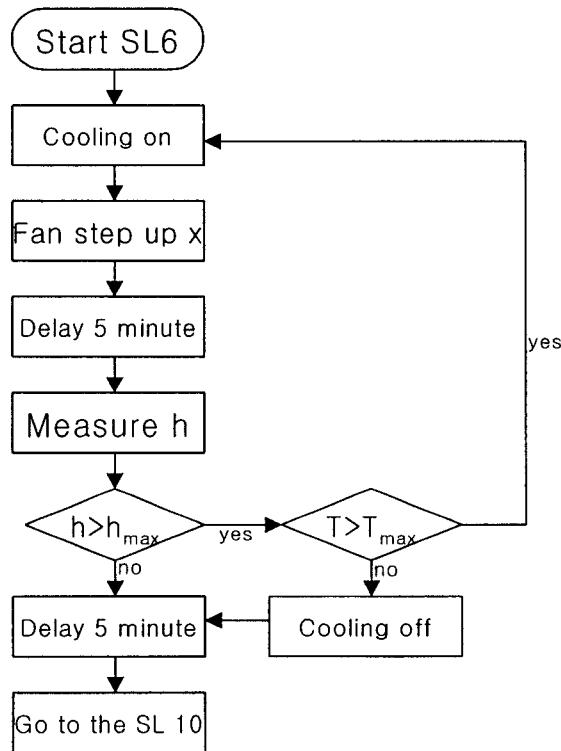 Start SL6
Cooling on
Fan step up x
Delay 5 minute
yes
Measure h
h>hmax
yes
T>Tmax
no
no
Delay 5 minute
Cooling off
Go to the SL 10